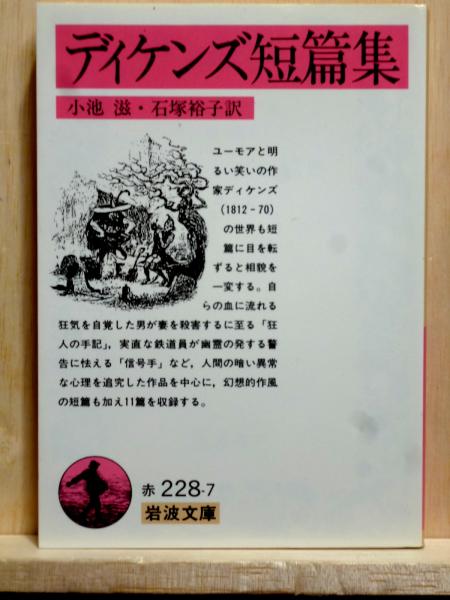 ディケンズ短篇集
小池 滋・石塚裕子訳
ユーモアと明
るい笑いの作
家ディケンズ
(1812-70)
の世界も短
篇に目を転
ずると相貌を
一変する。自
らの血に流れる
狂気を自覚した男が妻を殺害するに至る「狂
人の手記」，実直な鉄道員が幽霊の発する警
告に怯える「信号手」など，人間の暗い異常
な心理を追究した作品を中心に，幻想的作風
の短篇も加え11篇を収録する。
赤 228-7
岩波文庫